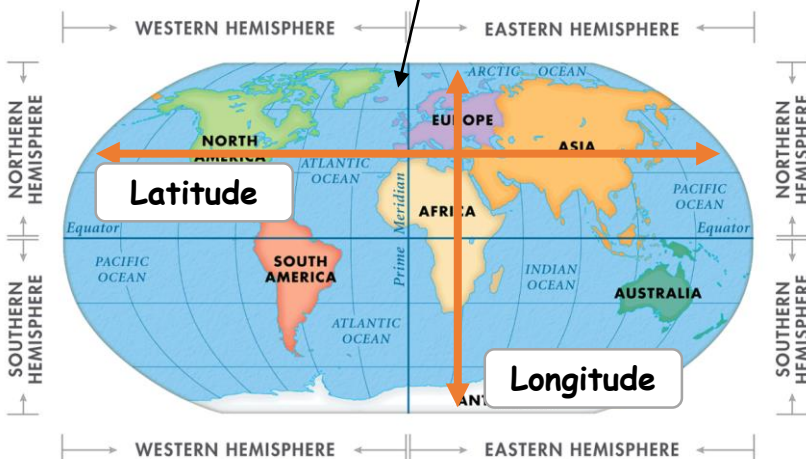 WESTERN HEMISPHERE
EASTERN HEMISPHERE
NORTHERN
HEMISPHERE
ARCTIC OCEAN
NORTHERN
HEMISPHERE
EUROPE
NORTH
AMERICA
ASIA
ATLANTIC
OCEAN
Latitude
PACIFIC
OCEAN
AFRICA
Prime Meridian
Equator
Equator
PACIFIC
OCEAN
SOUTH
AMERICA
INDIAN
OCEAN
AUSTRALIA
SOUTHERN
HEMISPHERE
ATLANTIC
OCEAN
SOUTHERN
HEMISPHERE
Longitude
ANT
WESTERN HEMISPHERE
EASTERN HEMISPHERE